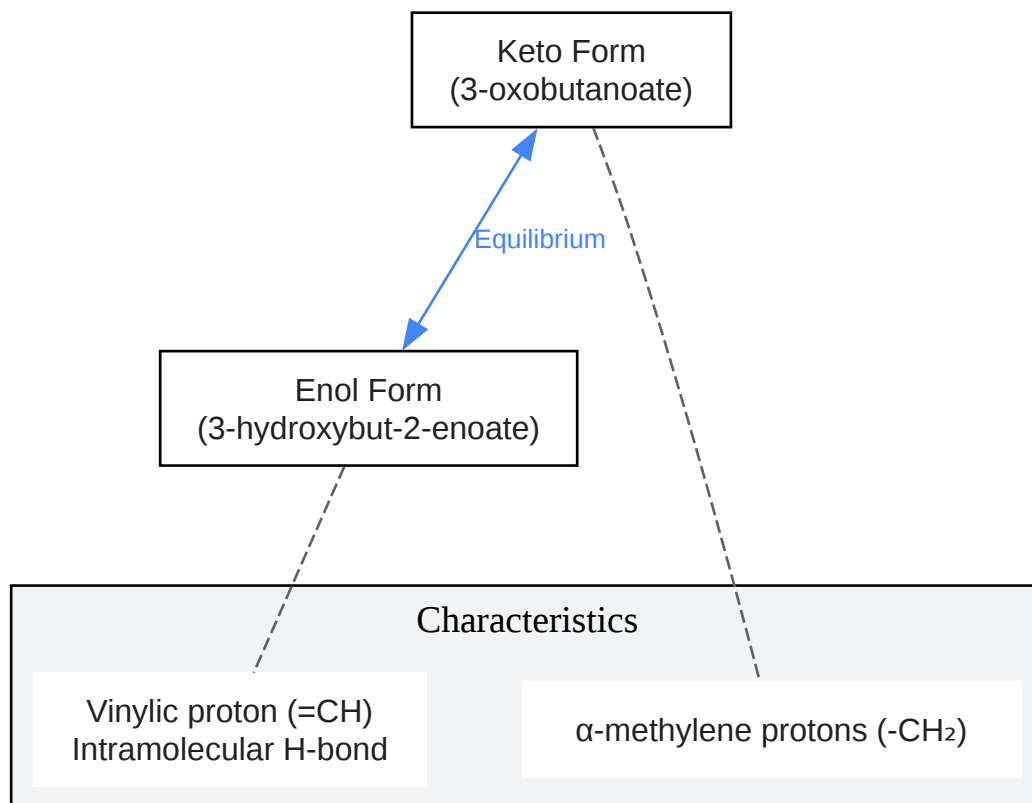 Keto Form
(3-oxobutanoate)
Equilibrium
Enol Form
(3-hydroxybut-2-enoate)
Characteristics
Vinylic proton (=CH)
Intramolecular H-bond
α-methylene protons (-CH₂)